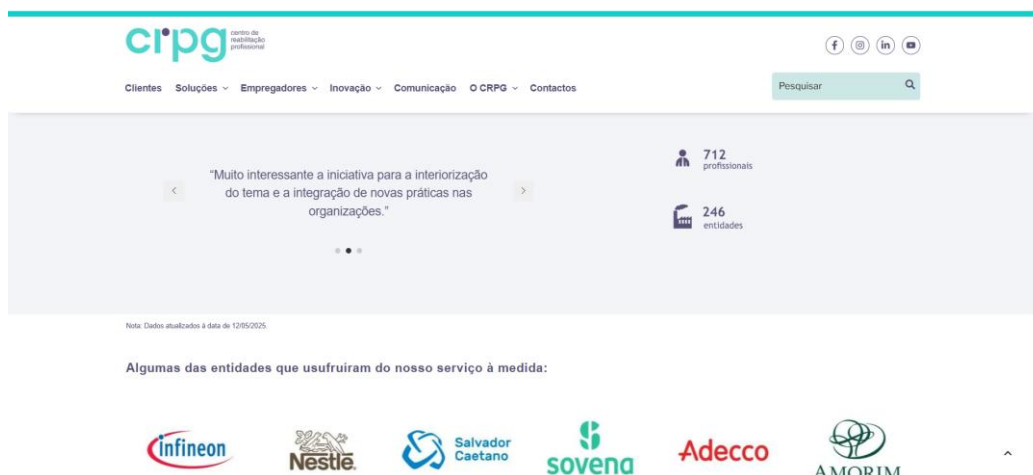 crpg
centro de
reabilitação
profissional
Clientes Soluções Empregadores Inovação Comunicação O CRPG Contactos
Pesquisar
"Muito interessante a iniciativa para a interiorização
do tema e a integração de novas práticas nas
organizações."
712
profissionais
246
entidades
Nota: Dados atualizados à data de 12/05/2025.
Algumas das entidades que usufruiram do nosso serviço à medida:
infineon
Nestlé
Salvador
Caetano
sovena
Adecco
AMORIM